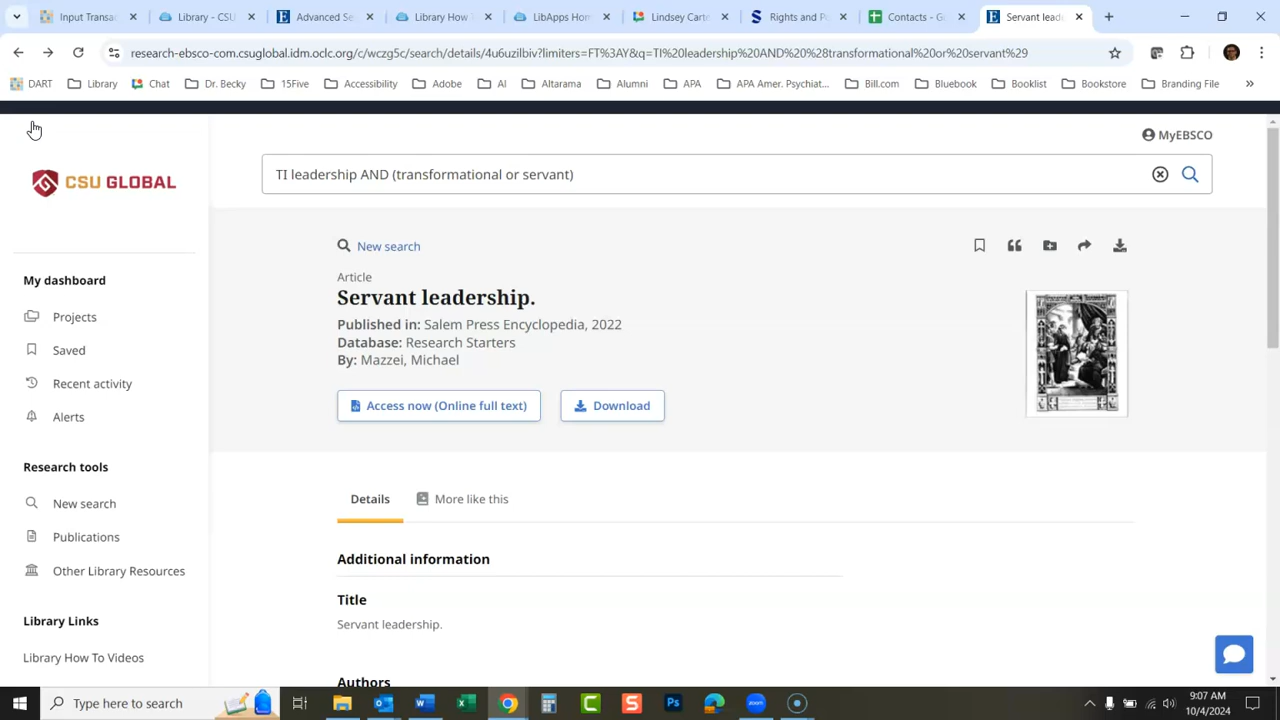 Input Transac
Library - CSU
Advanced Se
Library How
LibApps Hom
Lindsey Carte
Rights and Po
Contacts - Gu
Servant lead
research-ebsco-com.csuglobal.idm.oclc.org/c/wczg5c/search/details/4u6uzilbiv?limiters=FT%3AY&q=TI%20leadership%20AND%20%28transformational%20or%20servant%29
DART
Library
Chat
Dr. Becky
15Five
Accessibility
Adobe
AI
Altarama
Alumni
APA
APA Amer. Psychiat...
Bill.com
Bluebook
Booklist
Bookstore
Branding File
MyEBSCO
CSU GLOBAL
TI leadership AND (transformational or servant)
New search
Article
Servant leadership.
Published in: Salem Press Encyclopedia, 2022
Database: Research Starters
By: Mazzei, Michael
Access now (Online full text)
Download
My dashboard
Projects
Saved
Recent activity
Alerts
Research tools
New search
Publications
Other Library Resources
Library Links
Library How To Videos
Details
More like this
Additional information
Title
Servant leadership.
Authors
Type here to search
zoom
9:07 AM
10/4/2024